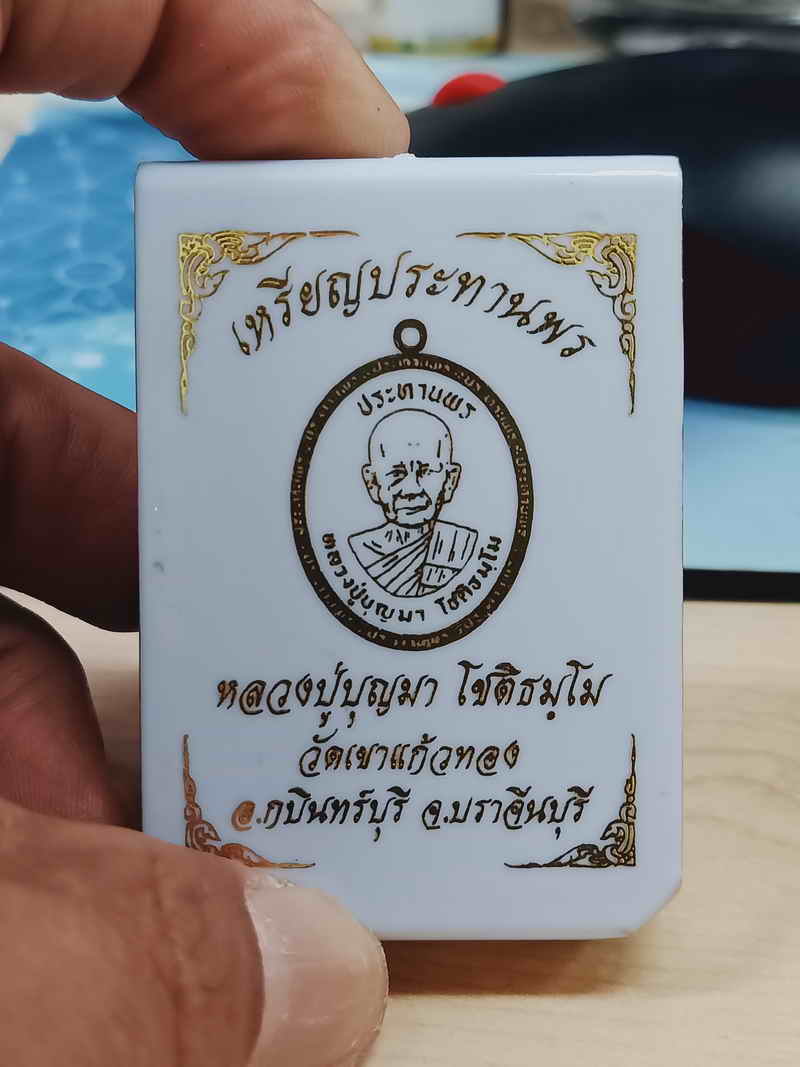 เหรียญประทานพร
ประทานพร
หลวงปู่บุญมา โชติธมฺโม
หลวงปู่บุญมา โชติธมฺโม
วัดเขาแก้วทอง
อ.กบินทร์บุรี จ.ปราจีนบุรี